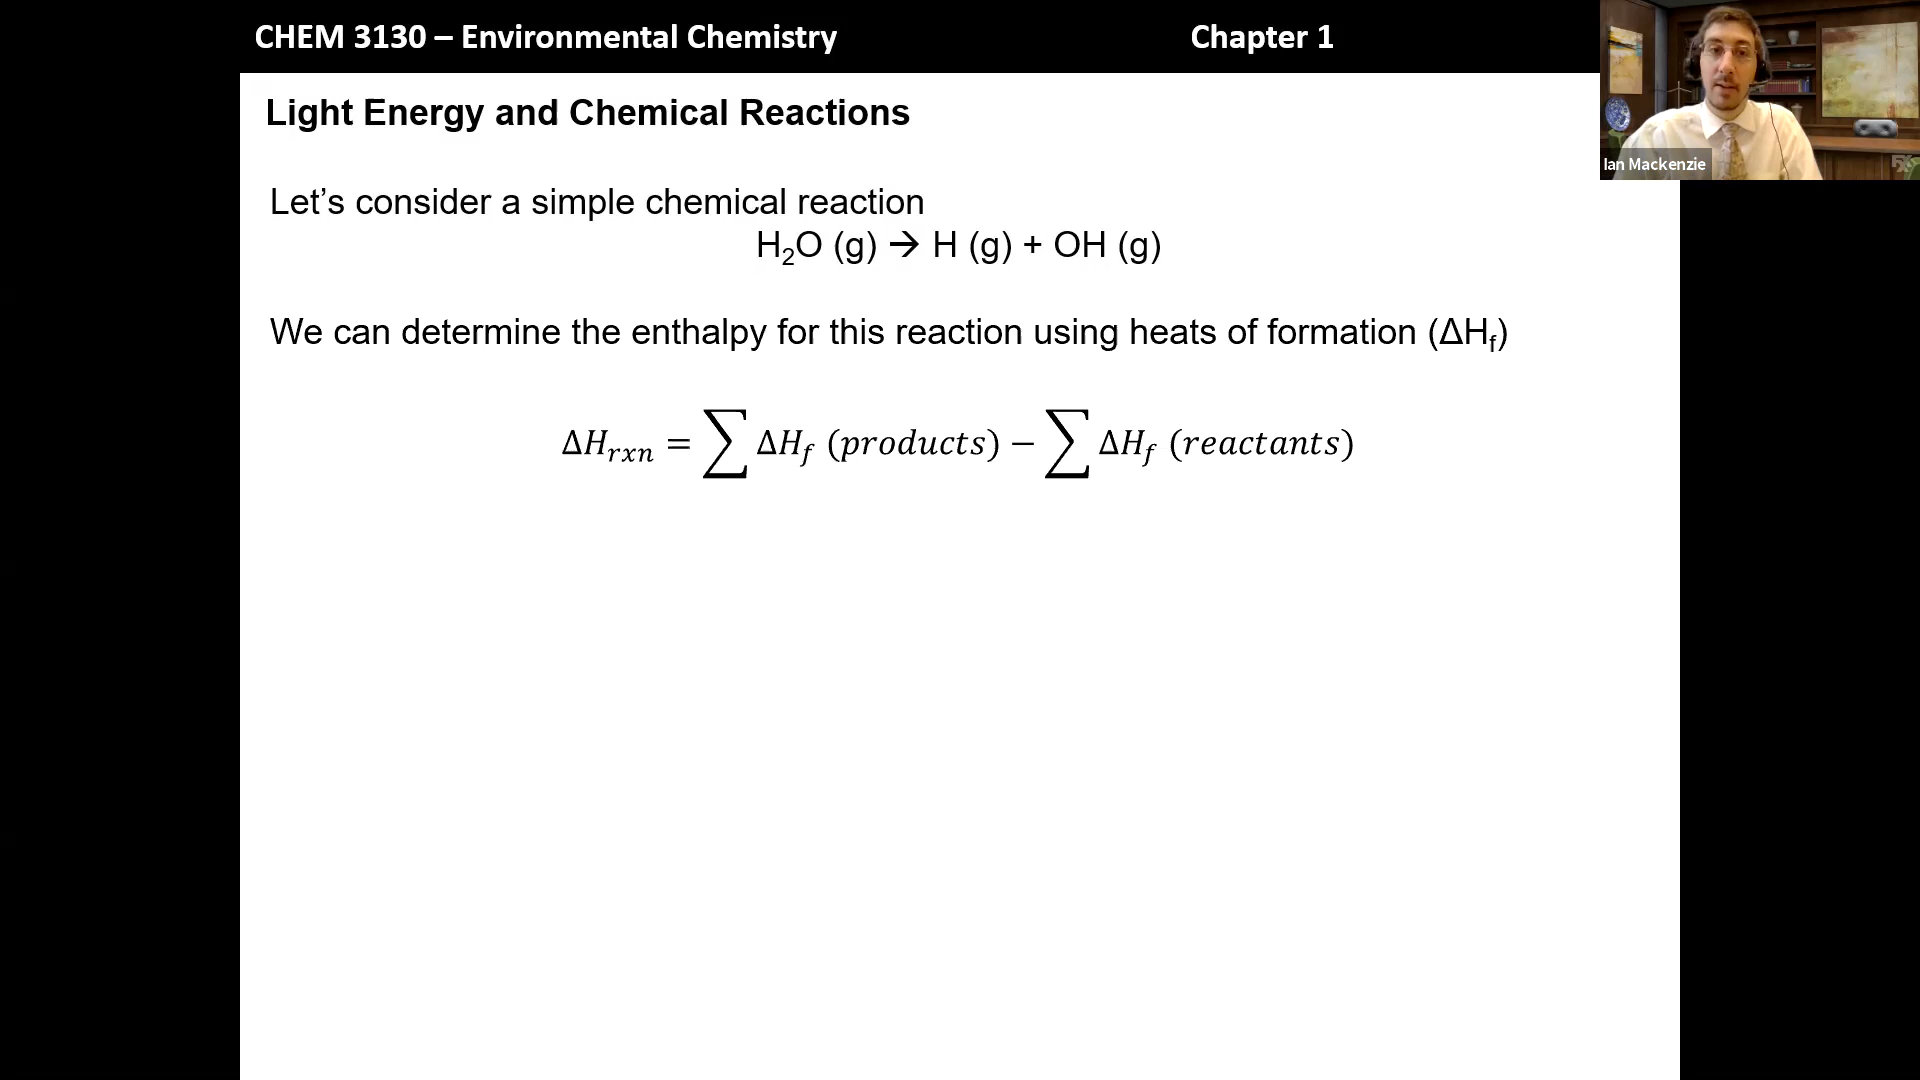 CHEM 3130 – Environmental Chemistry Chapter 1
Ian Mackenzie
Light Energy and Chemical Reactions
Let’s consider a simple chemical reaction
H₂O (g) → H (g) + OH (g)
We can determine the enthalpy for this reaction using heats of formation (ΔHf)
ΔHrxn = ∑ ΔHf (products) − ∑ ΔHf (reactants)